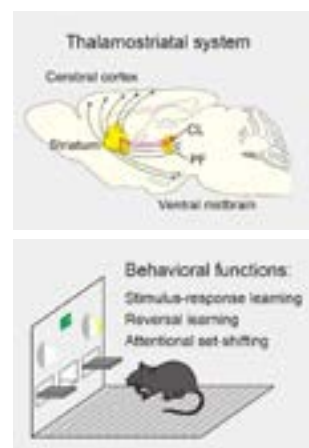 Thalamostriatal system
Cerebral cortex
CL
Striatum
PF
Ventral midbrain
Behavioral functions:
Stimulus-response learning
Reversal learning
Attentional set-shifting